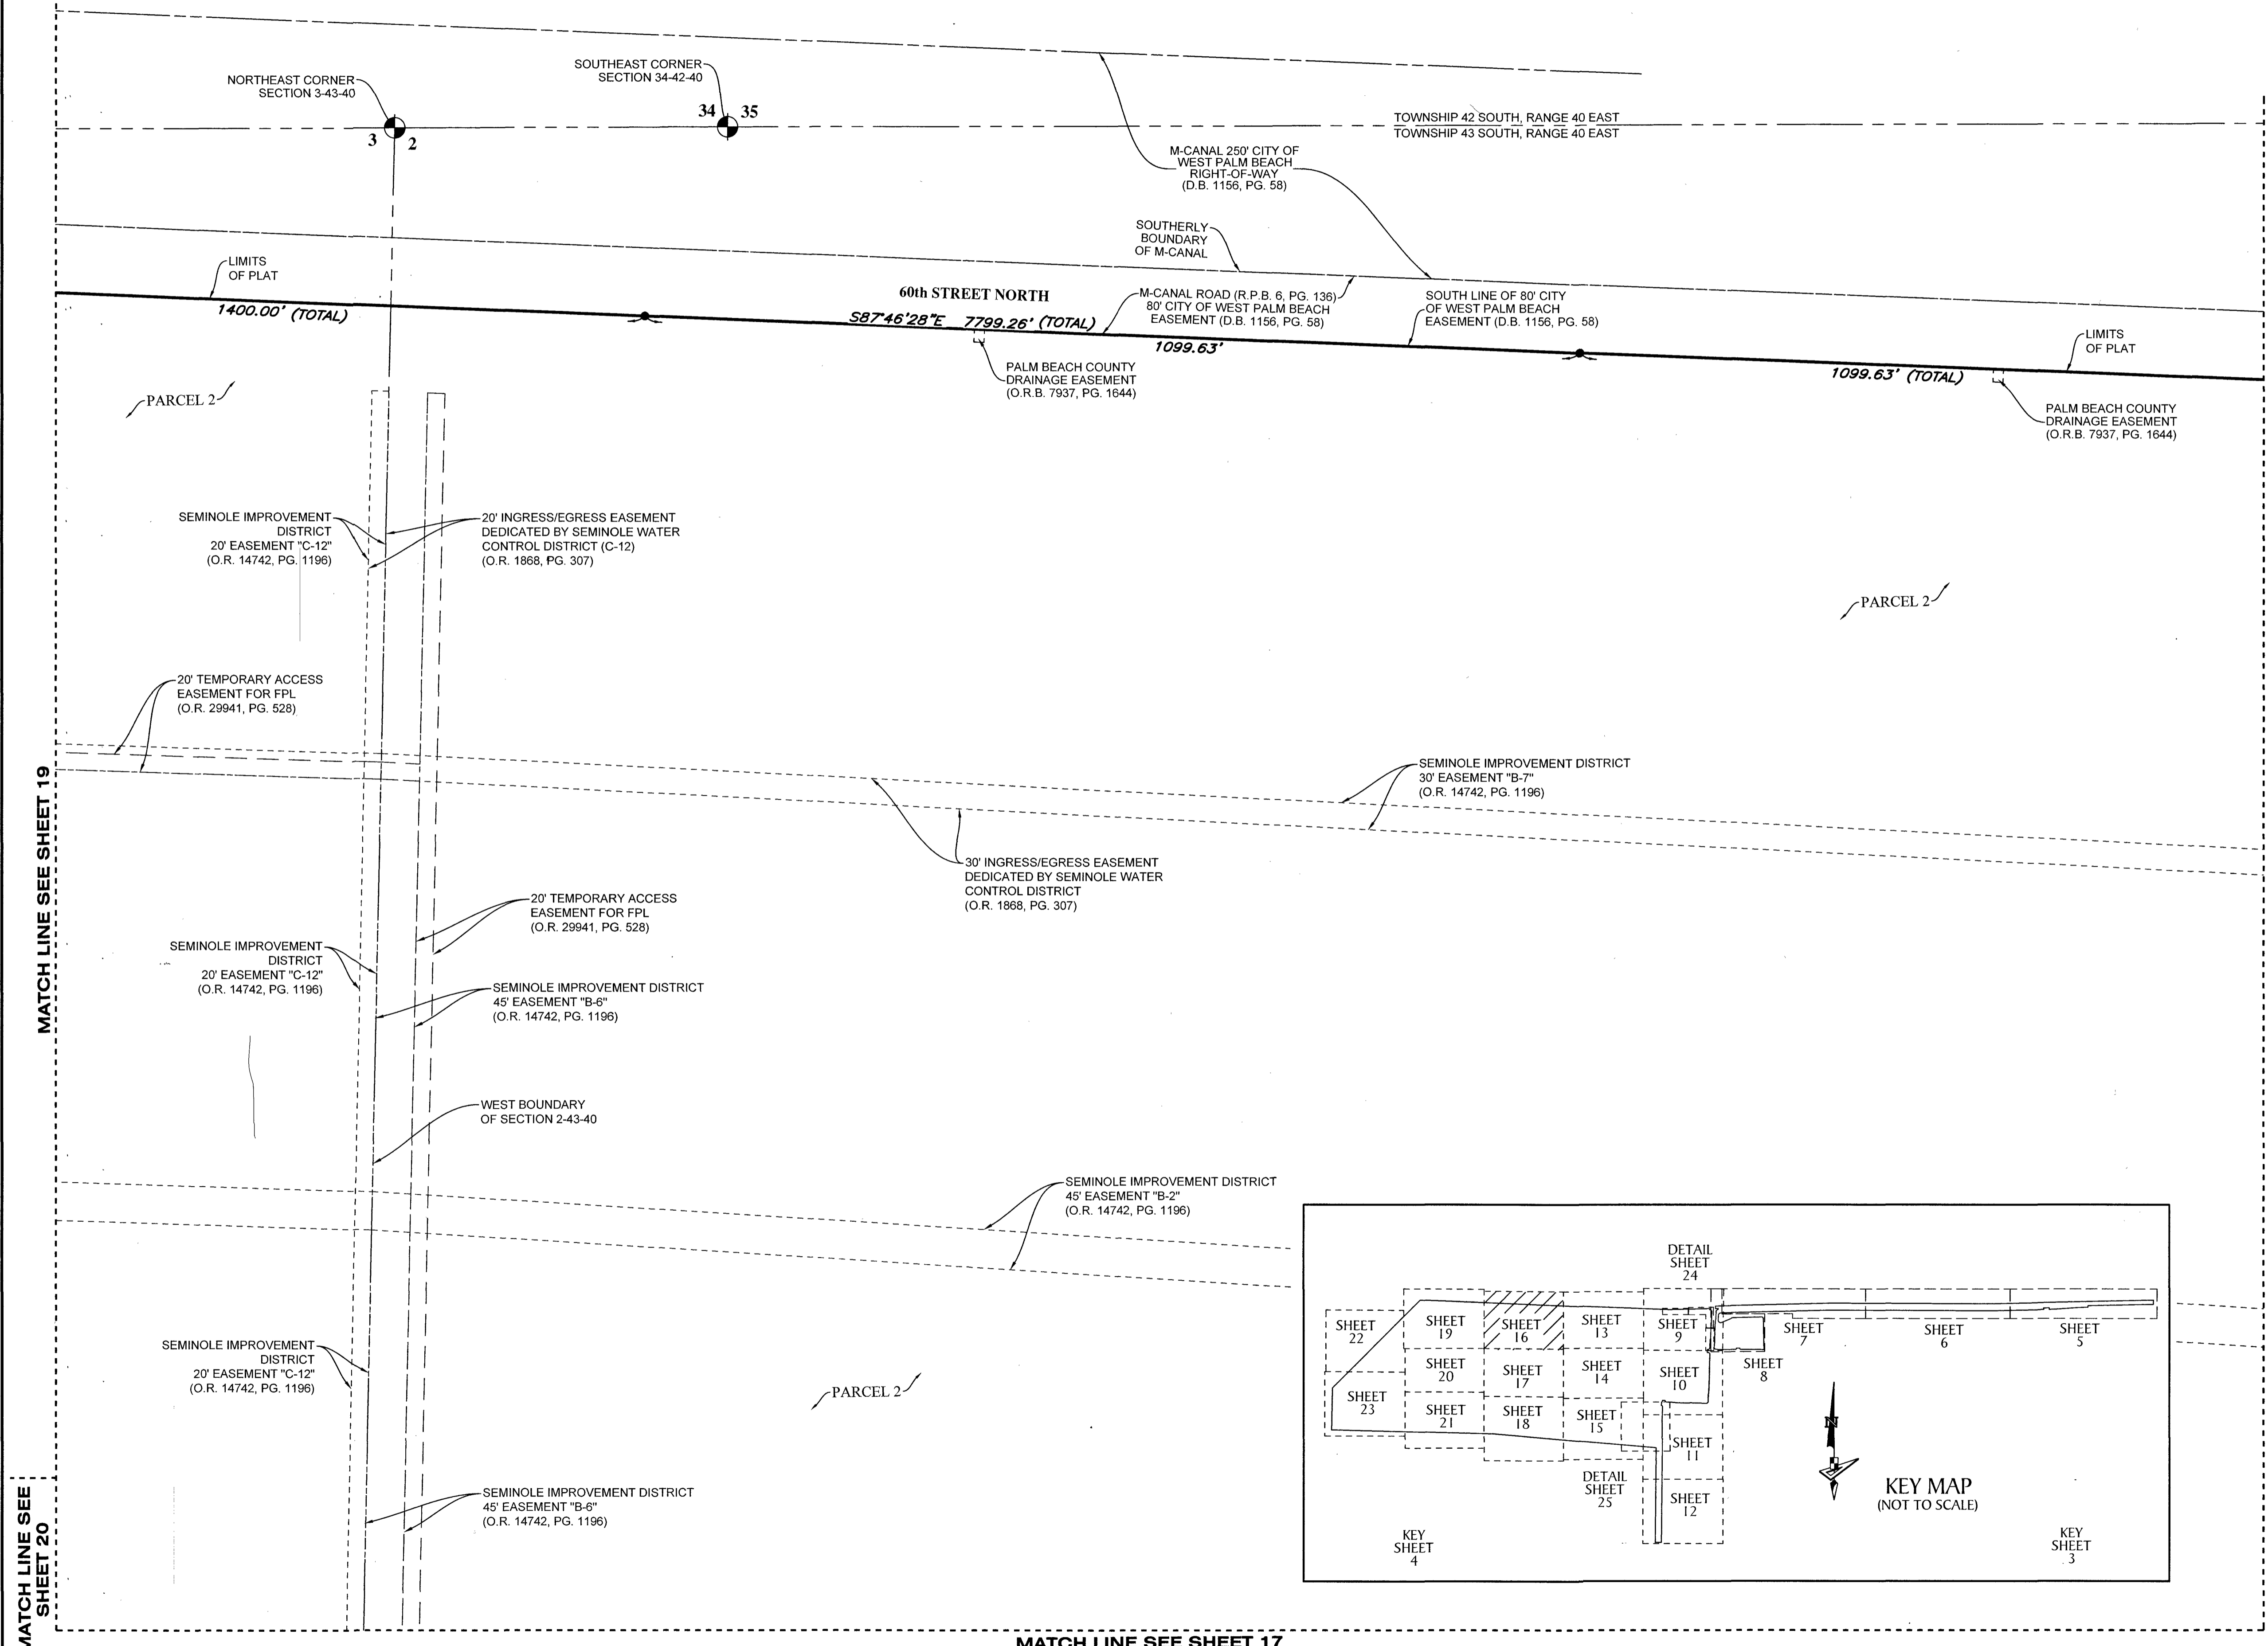 NORTHEAST CORNER
SECTION 3-43-40
SOUTHEAST CORNER
SECTION 34-42-40
34 35
3 2
TOWNSHIP 42 SOUTH, RANGE 40 EAST
TOWNSHIP 43 SOUTH, RANGE 40 EAST
M-CANAL 250' CITY OF
WEST PALM BEACH
RIGHT-OF-WAY
(D.B. 1156, PG. 58)
SOUTHERLY
BOUNDARY
OF M-CANAL
LIMITS
OF PLAT
1400.00' (TOTAL)
60th STREET NORTH
S87°46'28"E 7799.26' (TOTAL)
M-CANAL ROAD (R.P.B. 6, PG. 136)
80' CITY OF WEST PALM BEACH
EASEMENT (D.B. 1156, PG. 58)
SOUTH LINE OF 80' CITY
OF WEST PALM BEACH
EASEMENT (D.B. 1156, PG. 58)
1099.63'
LIMITS
OF PLAT
1099.63' (TOTAL)
PALM BEACH COUNTY
DRAINAGE EASEMENT
(O.R.B. 7937, PG. 1644)
PALM BEACH COUNTY
DRAINAGE EASEMENT
(O.R.B. 7937, PG. 1644)
PARCEL 2
SEMINOLE IMPROVEMENT
DISTRICT
20' EASEMENT "C-12"
(O.R. 14742, PG. 1196)
20' INGRESS/EGRESS EASEMENT
DEDICATED BY SEMINOLE WATER
CONTROL DISTRICT (C-12)
(O.R. 1868, PG. 307)
PARCEL 2
20' TEMPORARY ACCESS
EASEMENT FOR FPL
(O.R. 29941, PG. 528)
SEMINOLE IMPROVEMENT DISTRICT
30' EASEMENT "B-7"
(O.R. 14742, PG. 1196)
MATCH LINE SEE SHEET 19
30' INGRESS/EGRESS EASEMENT
DEDICATED BY SEMINOLE WATER
CONTROL DISTRICT
(O.R. 1868, PG. 307)
20' TEMPORARY ACCESS
EASEMENT FOR FPL
(O.R. 29941, PG. 528)
SEMINOLE IMPROVEMENT
DISTRICT
20' EASEMENT "C-12"
(O.R. 14742, PG. 1196)
SEMINOLE IMPROVEMENT DISTRICT
45' EASEMENT "B-6"
(O.R. 14742, PG. 1196)
WEST BOUNDARY
OF SECTION 2-43-40
SEMINOLE IMPROVEMENT DISTRICT
45' EASEMENT "B-2"
(O.R. 14742, PG. 1196)
SEMINOLE IMPROVEMENT
DISTRICT
20' EASEMENT "C-12"
(O.R. 14742, PG. 1196)
PARCEL 2
SEMINOLE IMPROVEMENT DISTRICT
45' EASEMENT "B-6"
(O.R. 14742, PG. 1196)
MATCH LINE SEE
SHEET 20
DETAIL
SHEET
24
SHEET
22
SHEET
19
SHEET
16
SHEET
13
SHEET
9
SHEET
7
SHEET
6
SHEET
5
SHEET
20
SHEET
17
SHEET
14
SHEET
10
SHEET
8
SHEET
23
SHEET
21
SHEET
18
SHEET
15
SHEET
11
DETAIL
SHEET
25
SHEET
12
N
KEY MAP
(NOT TO SCALE)
KEY
SHEET
4
KEY
SHEET
3
MATCH LINE SEE SHEET 17